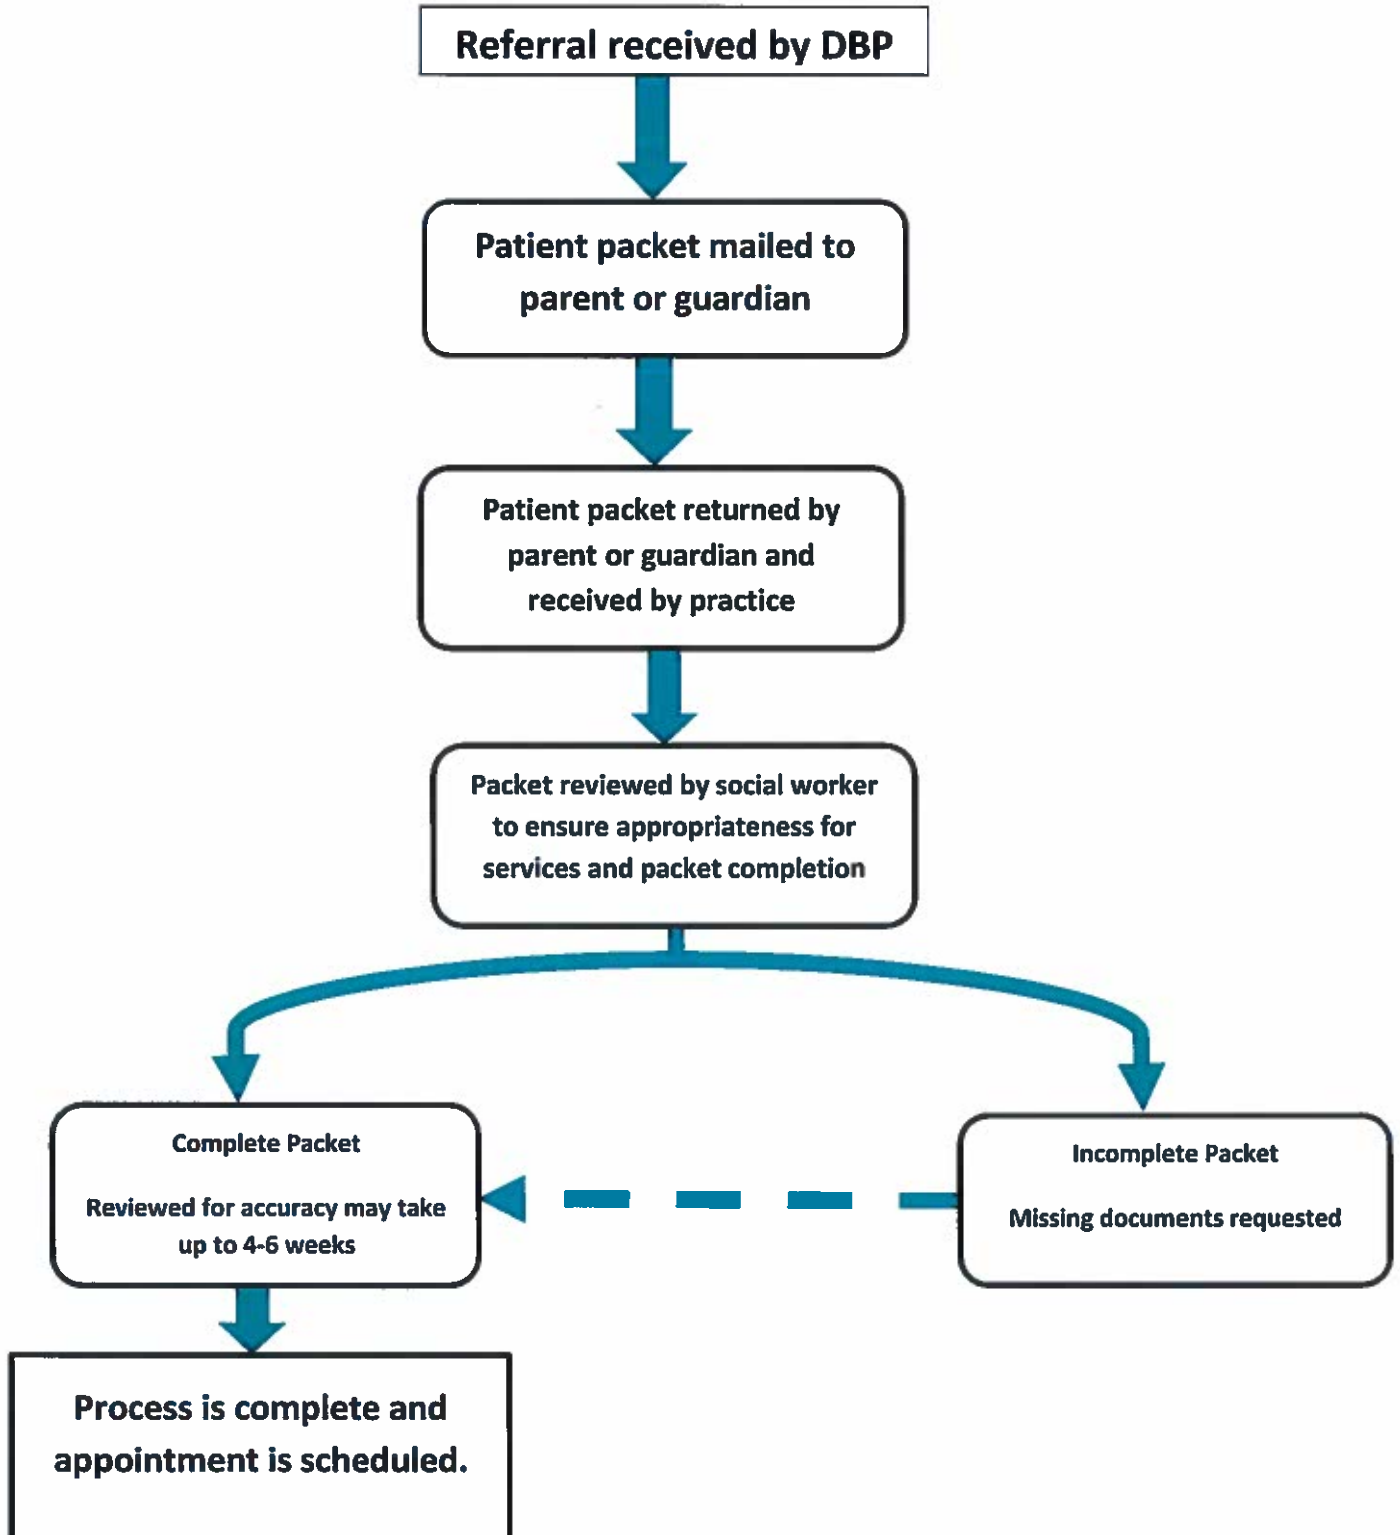 Referral received by DBP
Patient packet mailed to
parent or guardian
Patient packet returned by
parent or guardian and
received by practice
Packet reviewed by social worker
to ensure appropriateness for
services and packet completion
Complete Packet
Reviewed for accuracy may take
up to 4-6 weeks
Incomplete Packet
Missing documents requested
Process is complete and
appointment is scheduled.